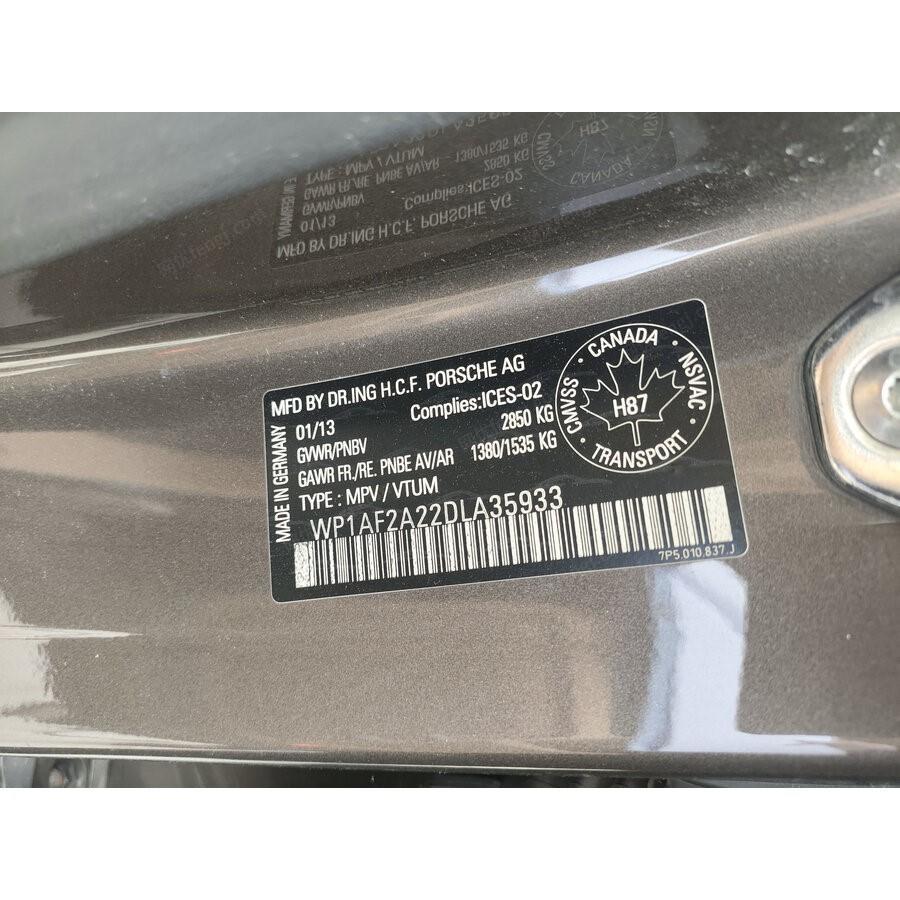 MFD BY DR.ING H.C.F. PORSCHE AG
01/13 Complies:ICES-02
GVWR/PNBV 2850 KG
GAWR FR./RE. PNBE AV/AR 1380/1535 KG
TYPE : MPV / VTUM
WP1AF2A22DLA35933
7P5.010.837.J
MADE IN GERMANY
CANADA
CMVSS
NSVAC
H87
TRANSPORT